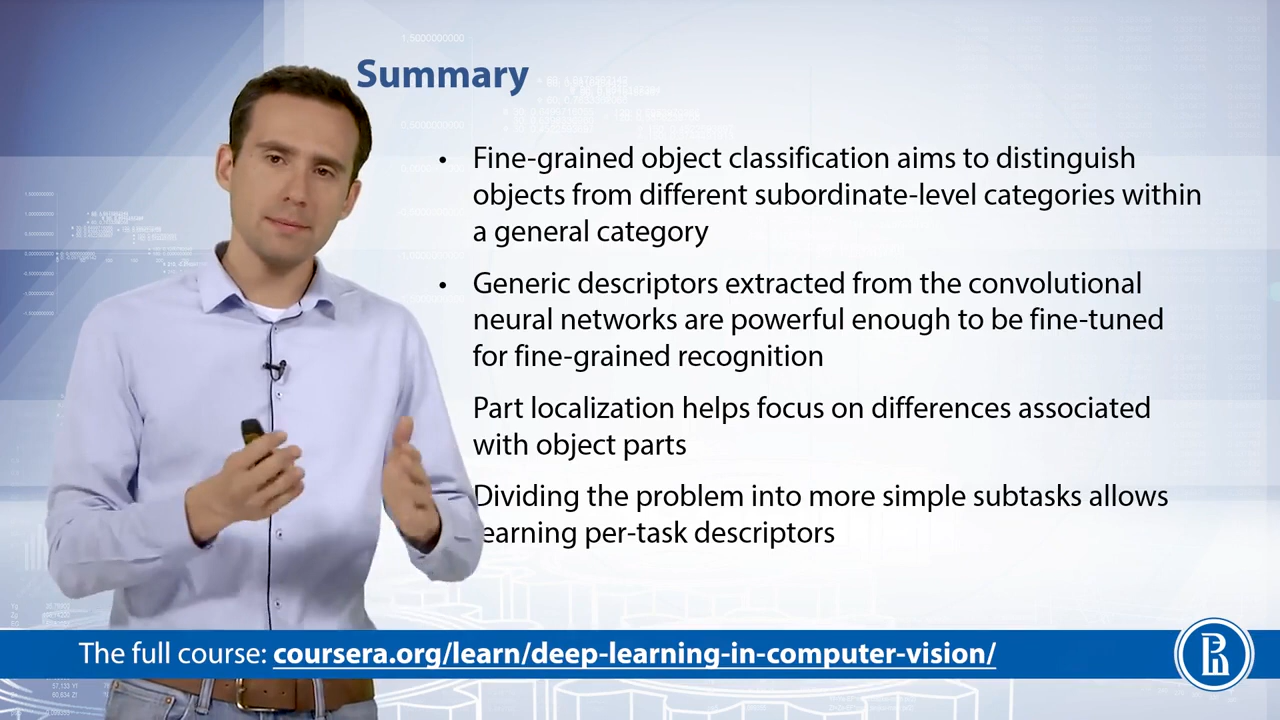 Summary
• Fine-grained object classification aims to distinguish
objects from different subordinate-level categories within
a general category
• Generic descriptors extracted from the convolutional
neural networks are powerful enough to be fine-tuned
for fine-grained recognition
Part localization helps focus on differences associated
with object parts
Dividing the problem into more simple subtasks allows
earning per-task descriptors
The full course: coursera.org/learn/deep-learning-in-computer-vision/